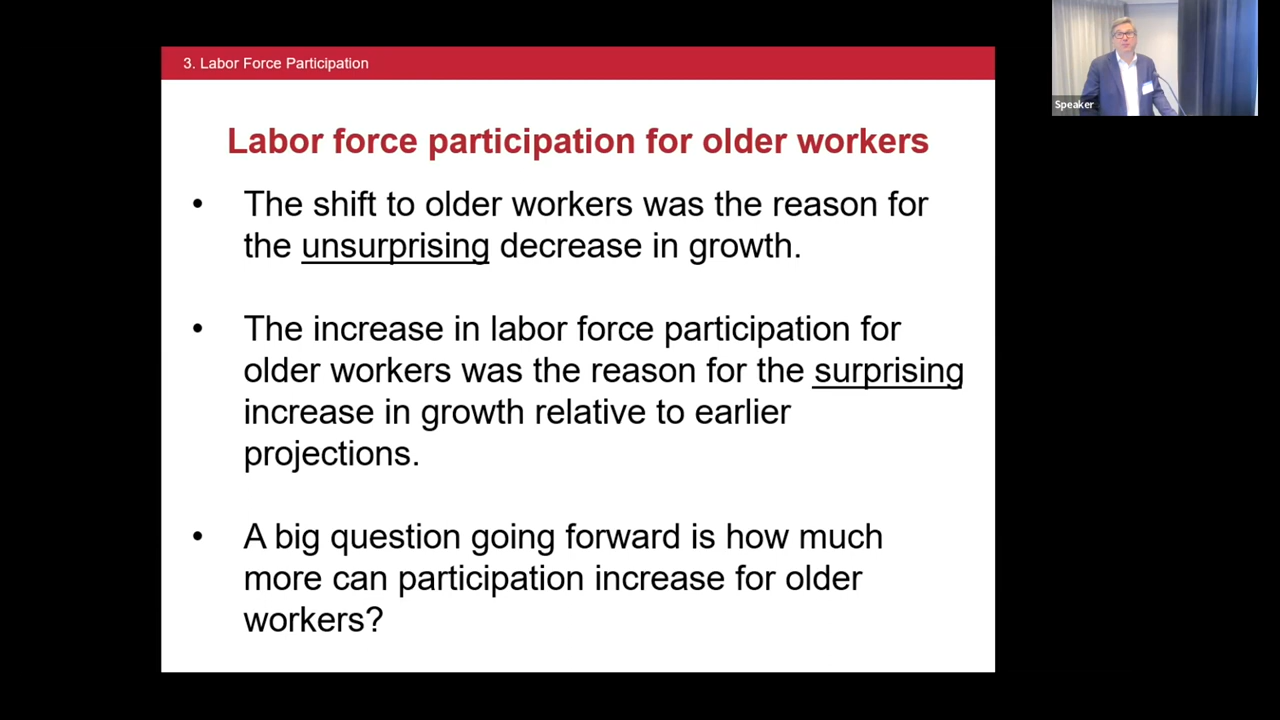 3. Labor Force Participation
Speaker
Labor force participation for older workers
• The shift to older workers was the reason for
the unsurprising decrease in growth.
• The increase in labor force participation for
older workers was the reason for the surprising
increase in growth relative to earlier
projections.
• A big question going forward is how much
more can participation increase for older
workers?